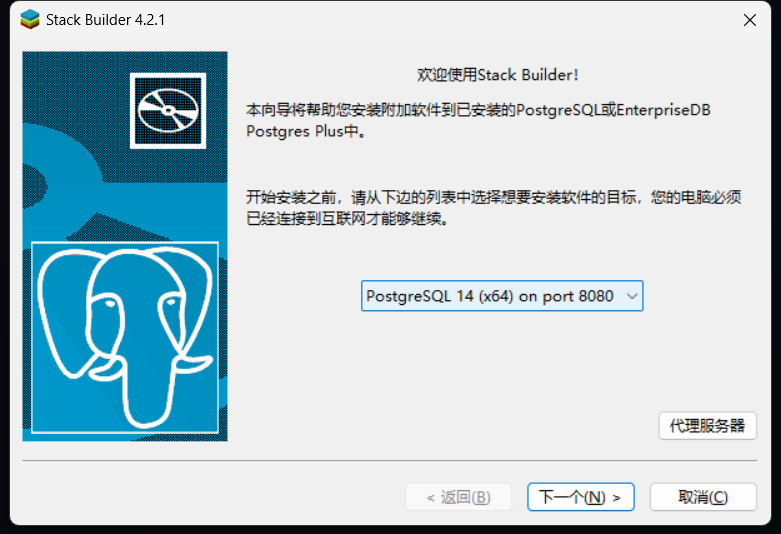 Stack Builder 4.2.1
欢迎使用Stack Builder!
本向导将帮助您安装附加软件到已安装的PostgreSQL或EnterpriseDB
Postgres Plus中。
开始安装之前，请从下边的列表中选择想要安装软件的目标，您的电脑必须
已经连接到互联网才能够继续。
PostgreSQL 14 (x64) on port 8080
代理服务器
< 返回(B)
下一个(N) >
取消(C)